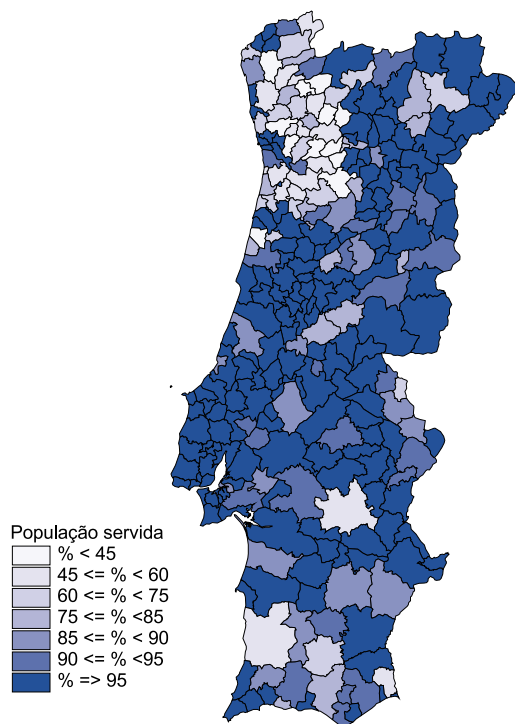 População servida
% < 45
45 <= % < 60
60 <= % < 75
75 <= % <85
85 <= % < 90
90 <= % <95
% => 95